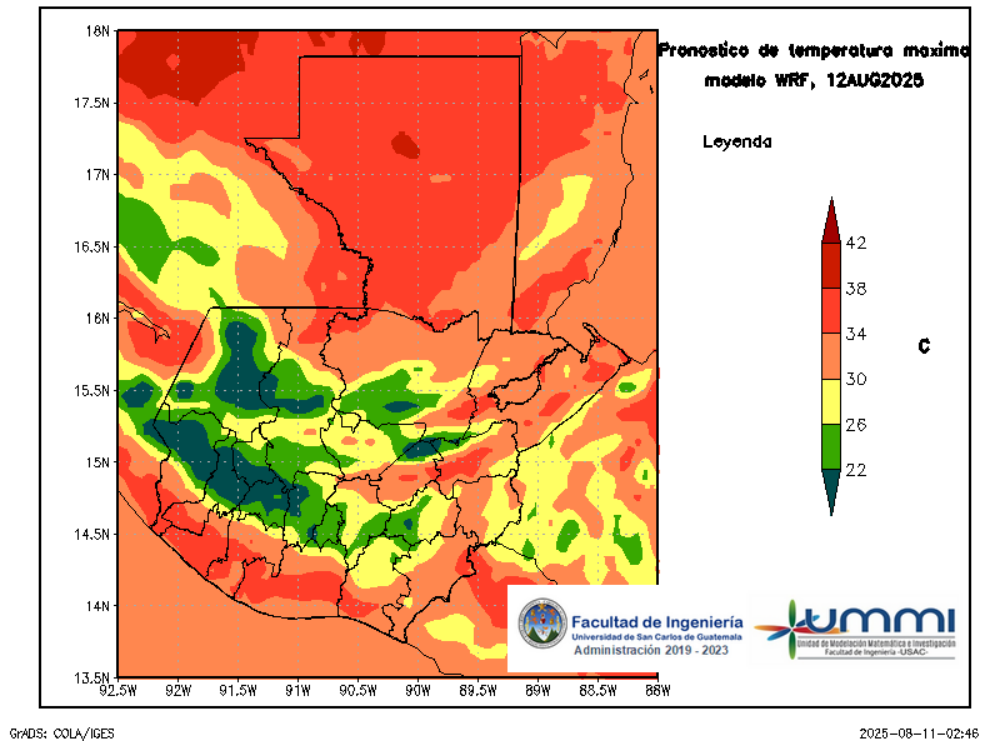 Pronostico de temperatura maxima
modelo WRF, 12AUG2025
Leyenda
42
38
34
30
26
22
C
18N
17.5N
17N
16.5N
16N
15.5N
15N
14.5N
14N
13.5N
92.5W 92W 91.5W 91W 90.5W 90W 89.5W 89W 88.5W 88W
Facultad de Ingeniería
Universidad de San Carlos de Guatemala
Administración 2019 - 2023
ummi
Unidad de Modelación Matemática e Investigación
Facultad de Ingeniería -USAC-
GrADS: COLA/IGES
2025-08-11-02:46